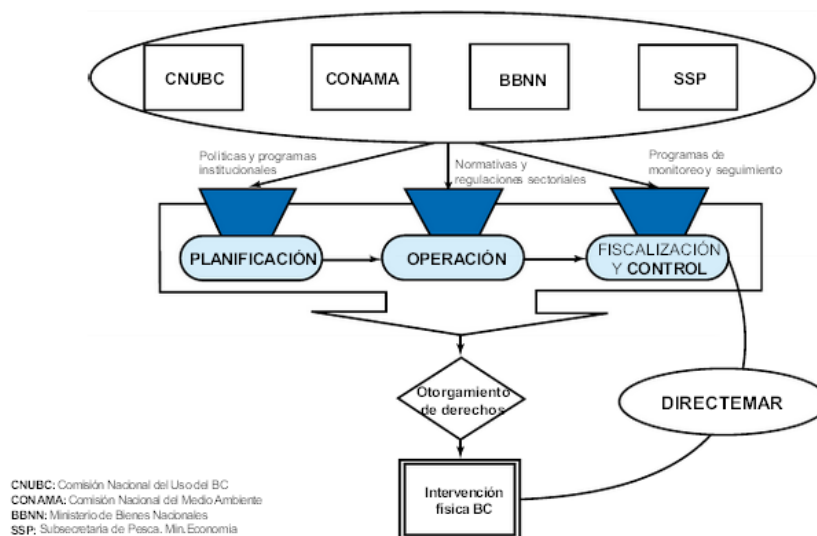 CNUBC
CONAMA
BBNN
SSP
Políticas y programas
institucionales
Normativas y
regulaciones sectoriales
Programas de
monitoreo y seguimiento
PLANIFICACIÓN
OPERACIÓN
FISCALIZACIÓN
Y CONTROL
Otorgamiento
de derechos
DIRECTEMAR
Intervención
física BC
CNUBC: Comisión Nacional del Uso del BC
CONAMA: Comisión Nacional del Medio Ambiente
BBNN: Ministerio de Bienes Nacionales
SSP: Subsecretaria de Pesca. Min. Economía